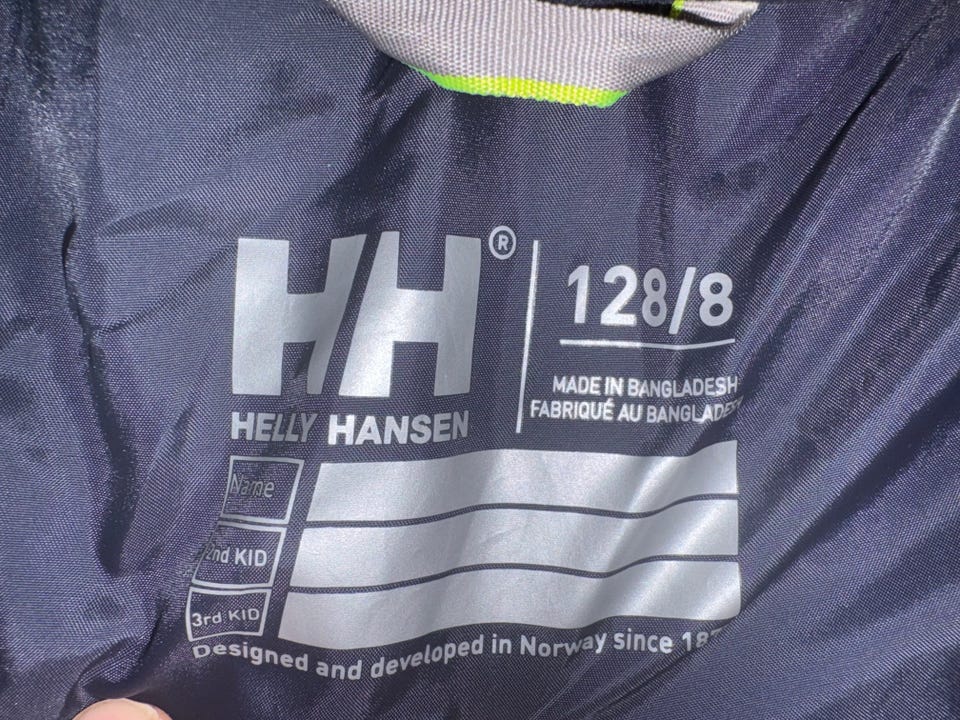 HH®
HELLY HANSEN
128/8
MADE IN BANGLADESH
FABRIQUÉ AU BANGLADESH
Name
2nd KID
3rd KID
Designed and developed in Norway since